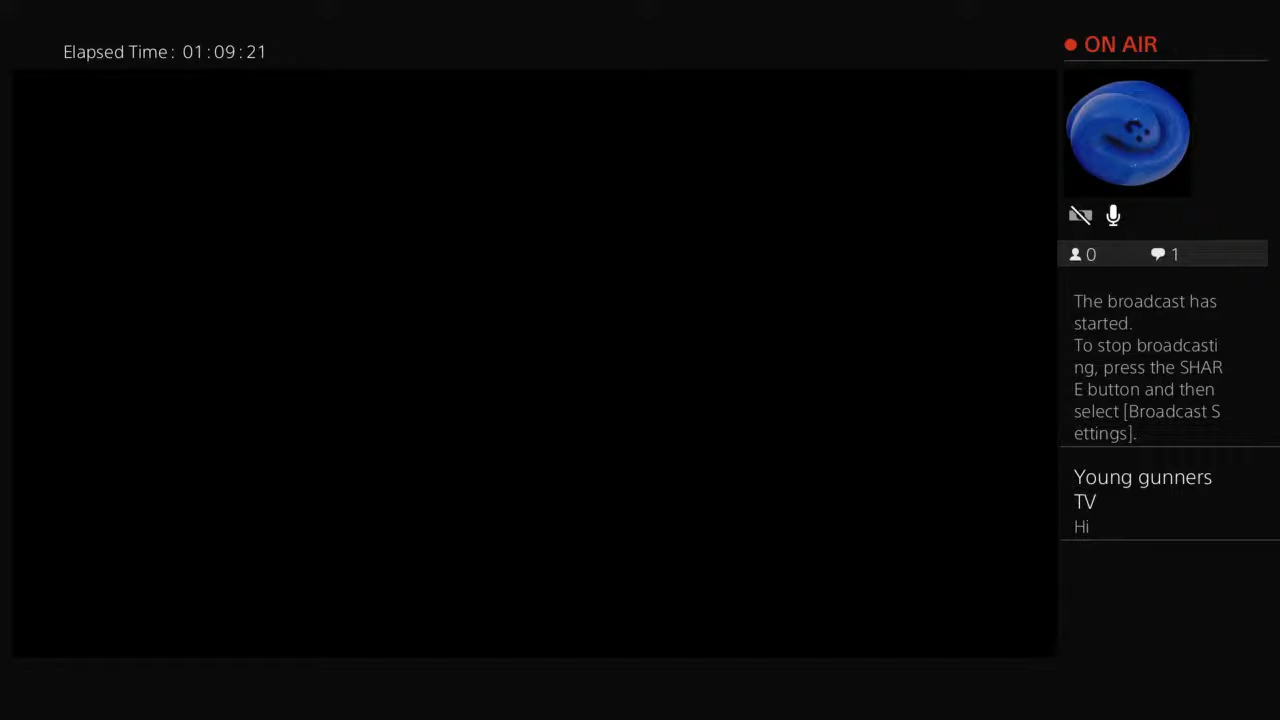 Elapsed Time: 01:09:21
ON AIR
0 1
The broadcast has
started.
To stop broadcasti
ng, press the SHAR
E button and then
select [Broadcast S
ettings].
Young gunners
TV
Hi